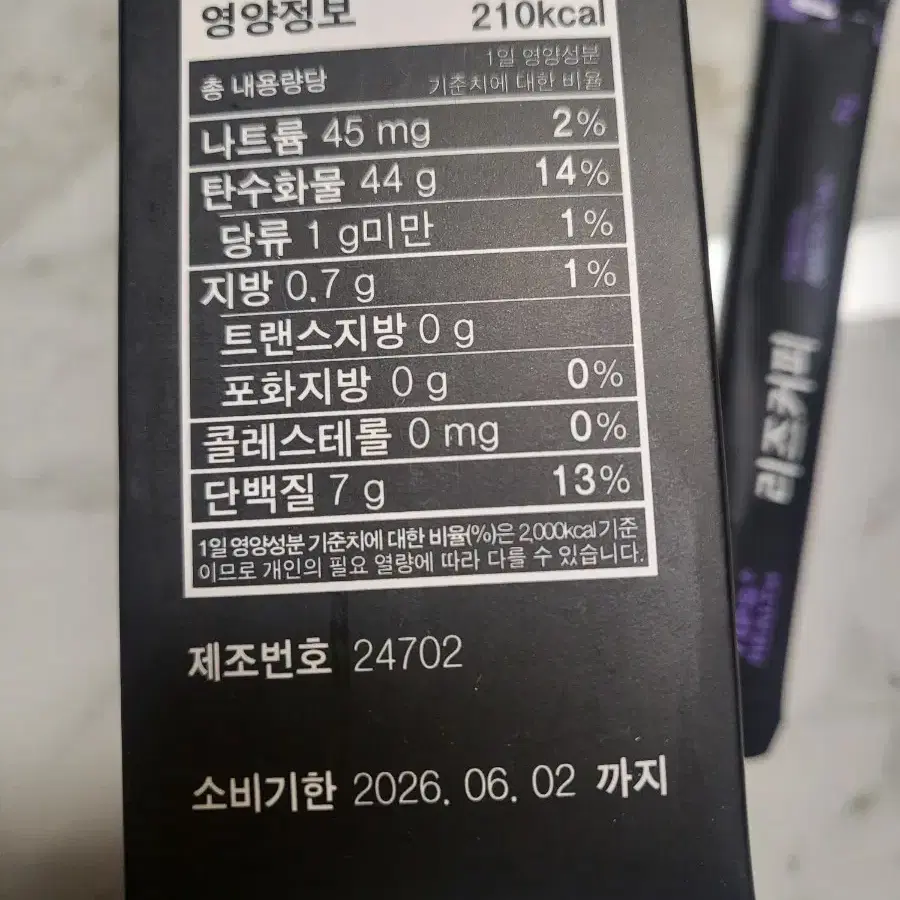 영양정보 210kcal
총 내용량당 1일 영양성분
기준치에 대한 비율
나트륨 45 mg 2%
탄수화물 44 g 14%
당류 1 g미만 1%
지방 0.7 g 1%
트랜스지방 0 g
포화지방 0 g 0%
콜레스테롤 0 mg 0%
단백질 7 g 13%
1일 영양성분 기준치에 대한 비율(%)은 2,000kcal 기준
이므로 개인의 필요 열량에 따라 다를 수 있습니다.
제조번호 24702
소비기한 2026. 06. 02 까지
리즈커피